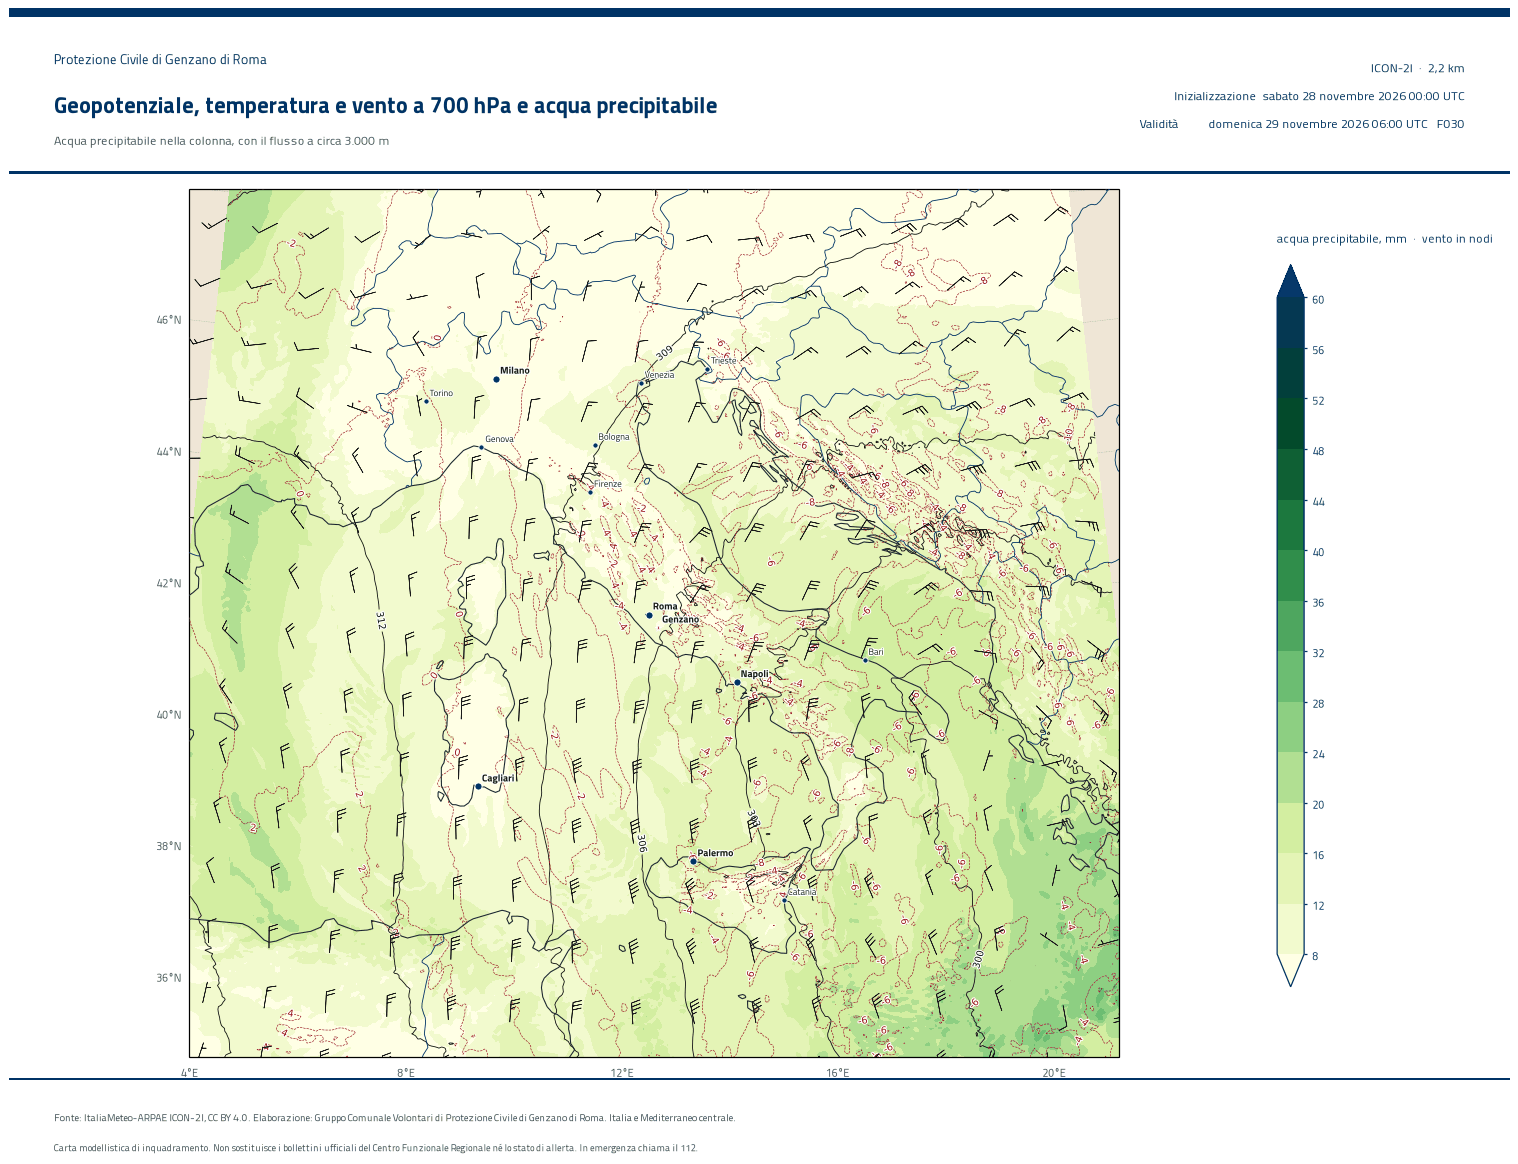 Protezione Civile di Genzano di Roma
Geopotenziale, temperatura e vento a 700 hPa e acqua precipitabile
Acqua precipitabile nella colonna, con il flusso a circa 3.000 m
ICON-2I · 2,2 km
Inizializzazione sabato 28 novembre 2026 00:00 UTC
Validità domenica 29 novembre 2026 06:00 UTC F030
acqua precipitabile, mm · vento in nodi
60
56
52
48
44
40
36
32
28
24
20
16
12
8
46°N
44°N
42°N
40°N
38°N
36°N
4°E
8°E
12°E
16°E
20°E
Milano
Torino
Venezia
Trieste
Genova
Bologna
Firenze
Roma
Genzano
Napoli
Bari
Cagliari
Palermo
Catania
309
312
306
303
300
Fonte: ItaliaMeteo-ARPAE ICON-2I, CC BY 4.0. Elaborazione: Gruppo Comunale Volontari di Protezione Civile di Genzano di Roma. Italia e Mediterraneo centrale.
Carta modellistica di inquadramento. Non sostituisce i bollettini ufficiali del Centro Funzionale Regionale né lo stato di allerta. In emergenza chiama il 112.